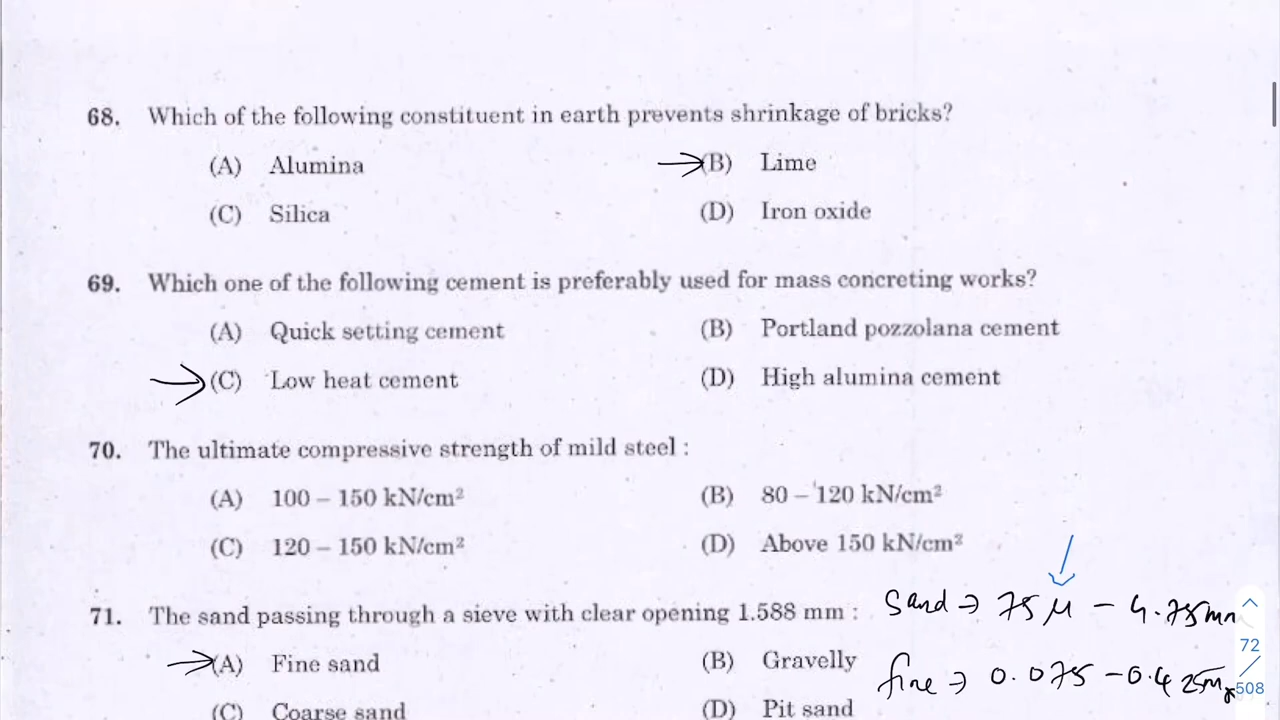 68. Which of the following constituent in earth prevents shrinkage of bricks?
(A) Alumina (B) Lime
(C) Silica (D) Iron oxide
69. Which one of the following cement is preferably used for mass concreting works?
(A) Quick setting cement (B) Portland pozzolana cement
(C) Low heat cement (D) High alumina cement
70. The ultimate compressive strength of mild steel :
(A) 100 – 150 kN/cm² (B) 80 – 120 kN/cm²
(C) 120 – 150 kN/cm² (D) Above 150 kN/cm²
71. The sand passing through a sieve with clear opening 1.588 mm : Sand → 75 μ – 4.75mm
(A) Fine sand (B) Gravelly fine → 0.075 – 0.425
72
508
(C) Coarse sand (D) Pit sand